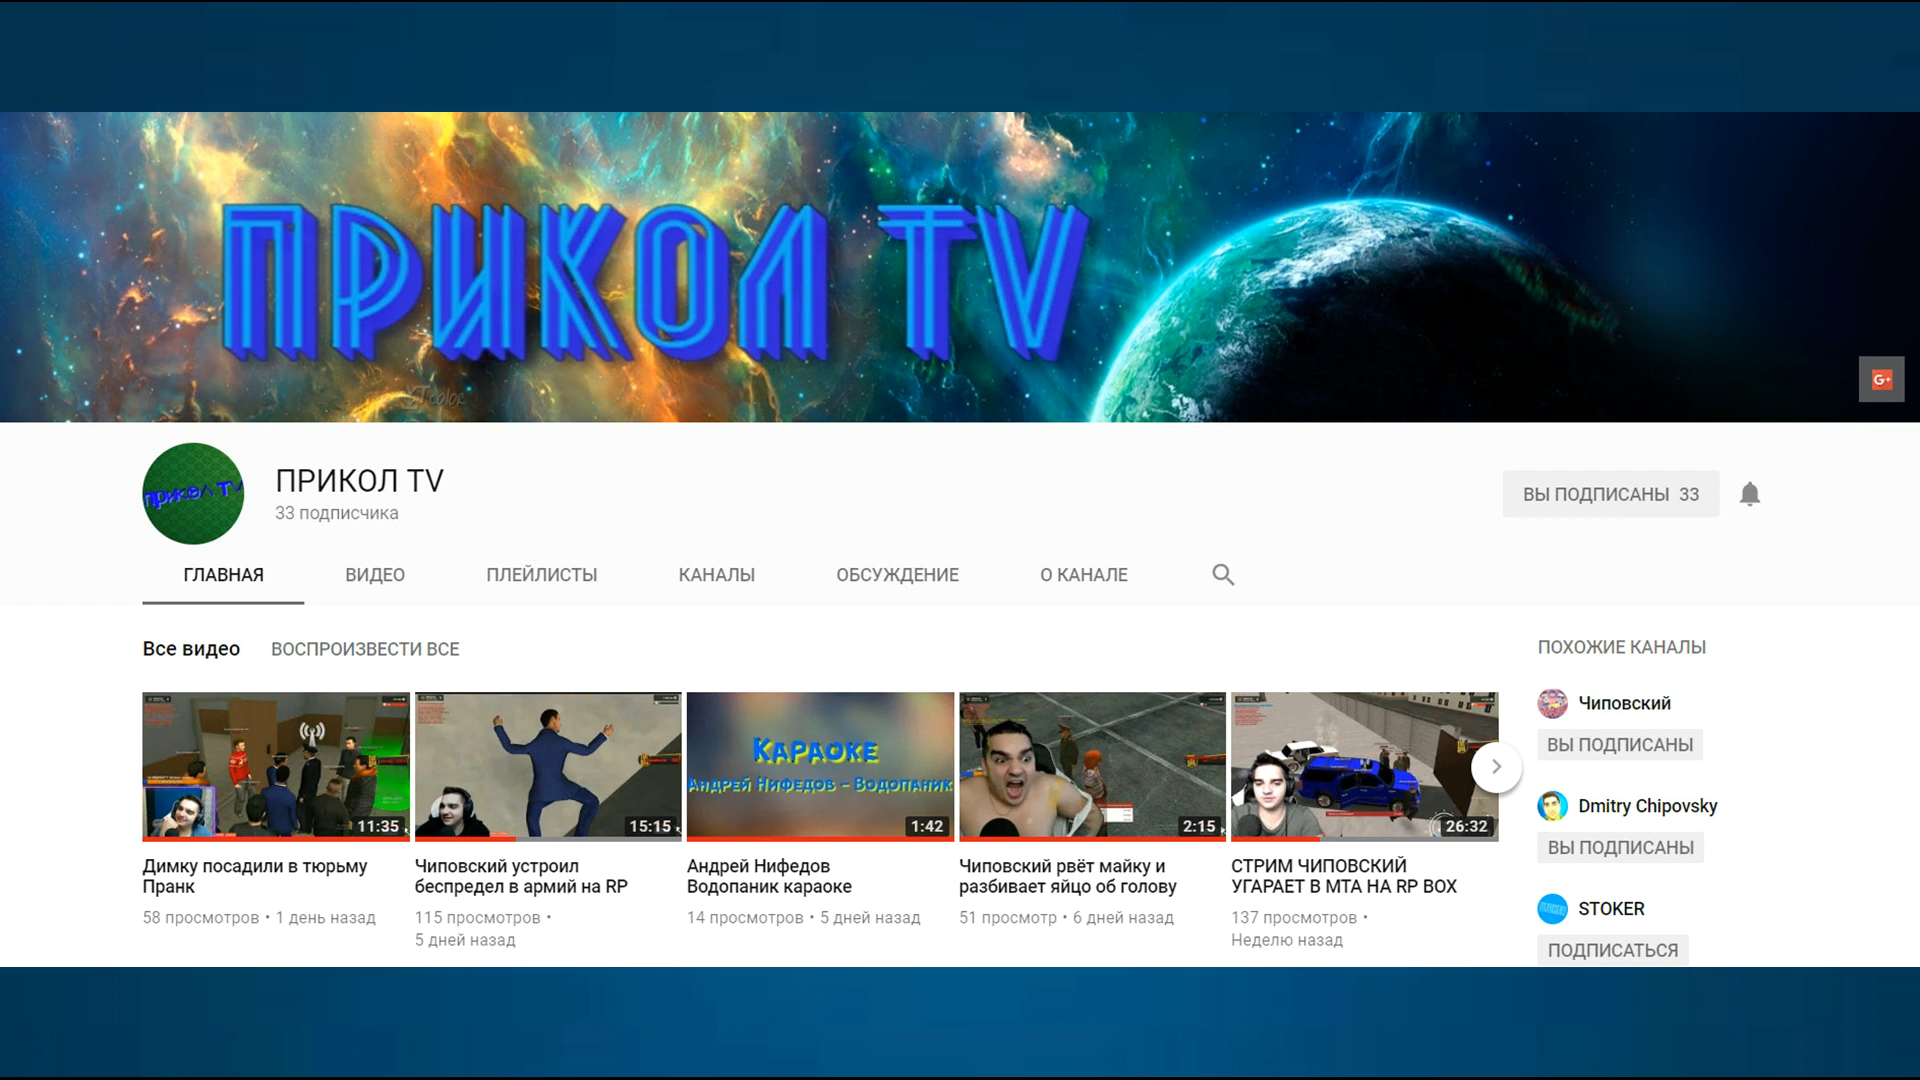 ПРИКОЛ TV
прикол TV
ПРИКОЛ TV
33 подписчика
ВЫ ПОДПИСАНЫ 33
ГЛАВНАЯ ВИДЕО ПЛЕЙЛИСТЫ КАНАЛЫ ОБСУЖДЕНИЕ О КАНАЛЕ
Все видео ВОСПРОИЗВЕСТИ ВСЕ
11:35
Димку посадили в тюрьму
Пранк
58 просмотров • 1 день назад
15:15
Чиповский устроил
беспредел в армий на RP
115 просмотров •
5 дней назад
Караоке
Андрей Нифедов - Водопаник
1:42
Андрей Нифедов
Водопаник караоке
14 просмотров • 5 дней назад
2:15
Чиповский рвёт майку и
разбивает яйцо об голову
51 просмотр • 6 дней назад
26:32
СТРИМ ЧИПОВСКИЙ
УГАРАЕТ В МТА НА RP BOX
137 просмотров •
Неделю назад
ПОХОЖИЕ КАНАЛЫ
Чиповский
ВЫ ПОДПИСАНЫ
Dmitry Chipovsky
ВЫ ПОДПИСАНЫ
STOKER
ПОДПИСАТЬСЯ